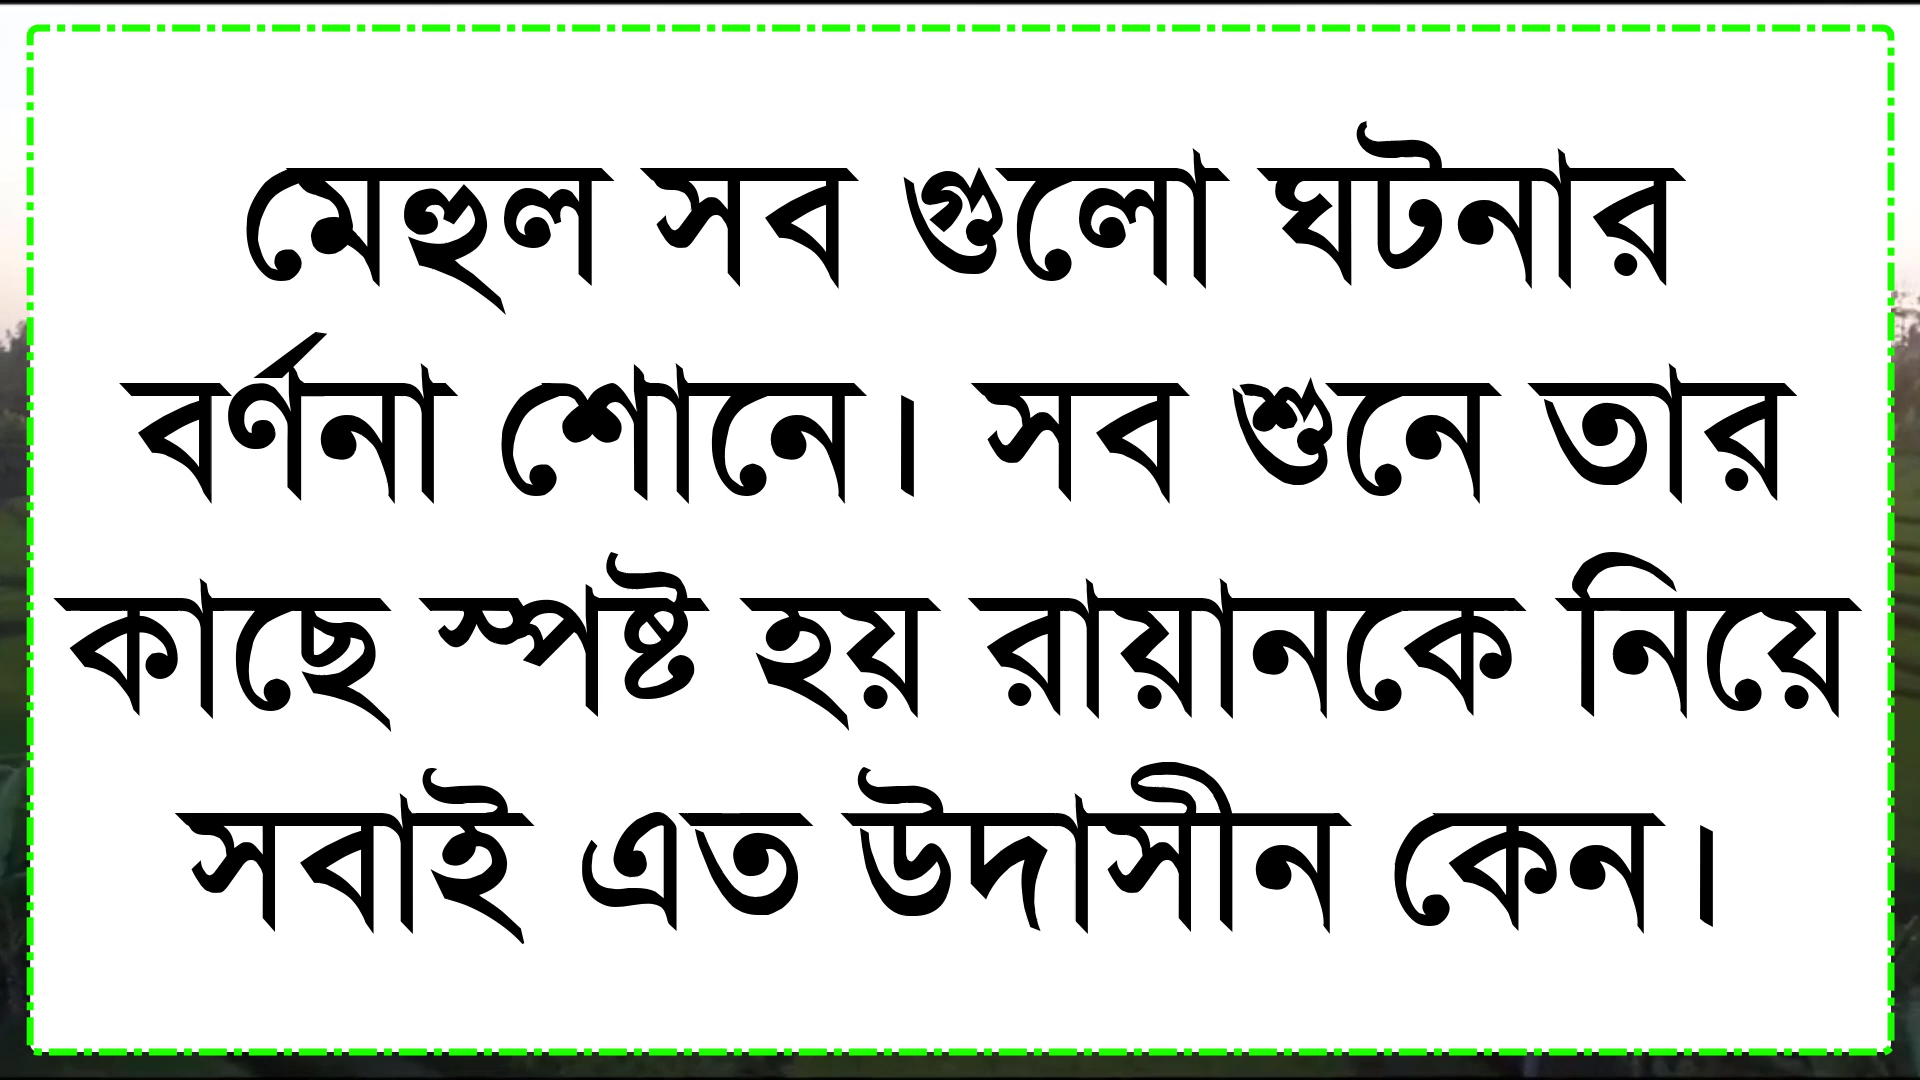 মেহুল সব গুলো ঘটনার
বর্ণনা শোনে। সব শুনে তার
কাছে স্পষ্ট হয় রায়ানকে নিয়ে
সবাই এত উদাসীন কেন।